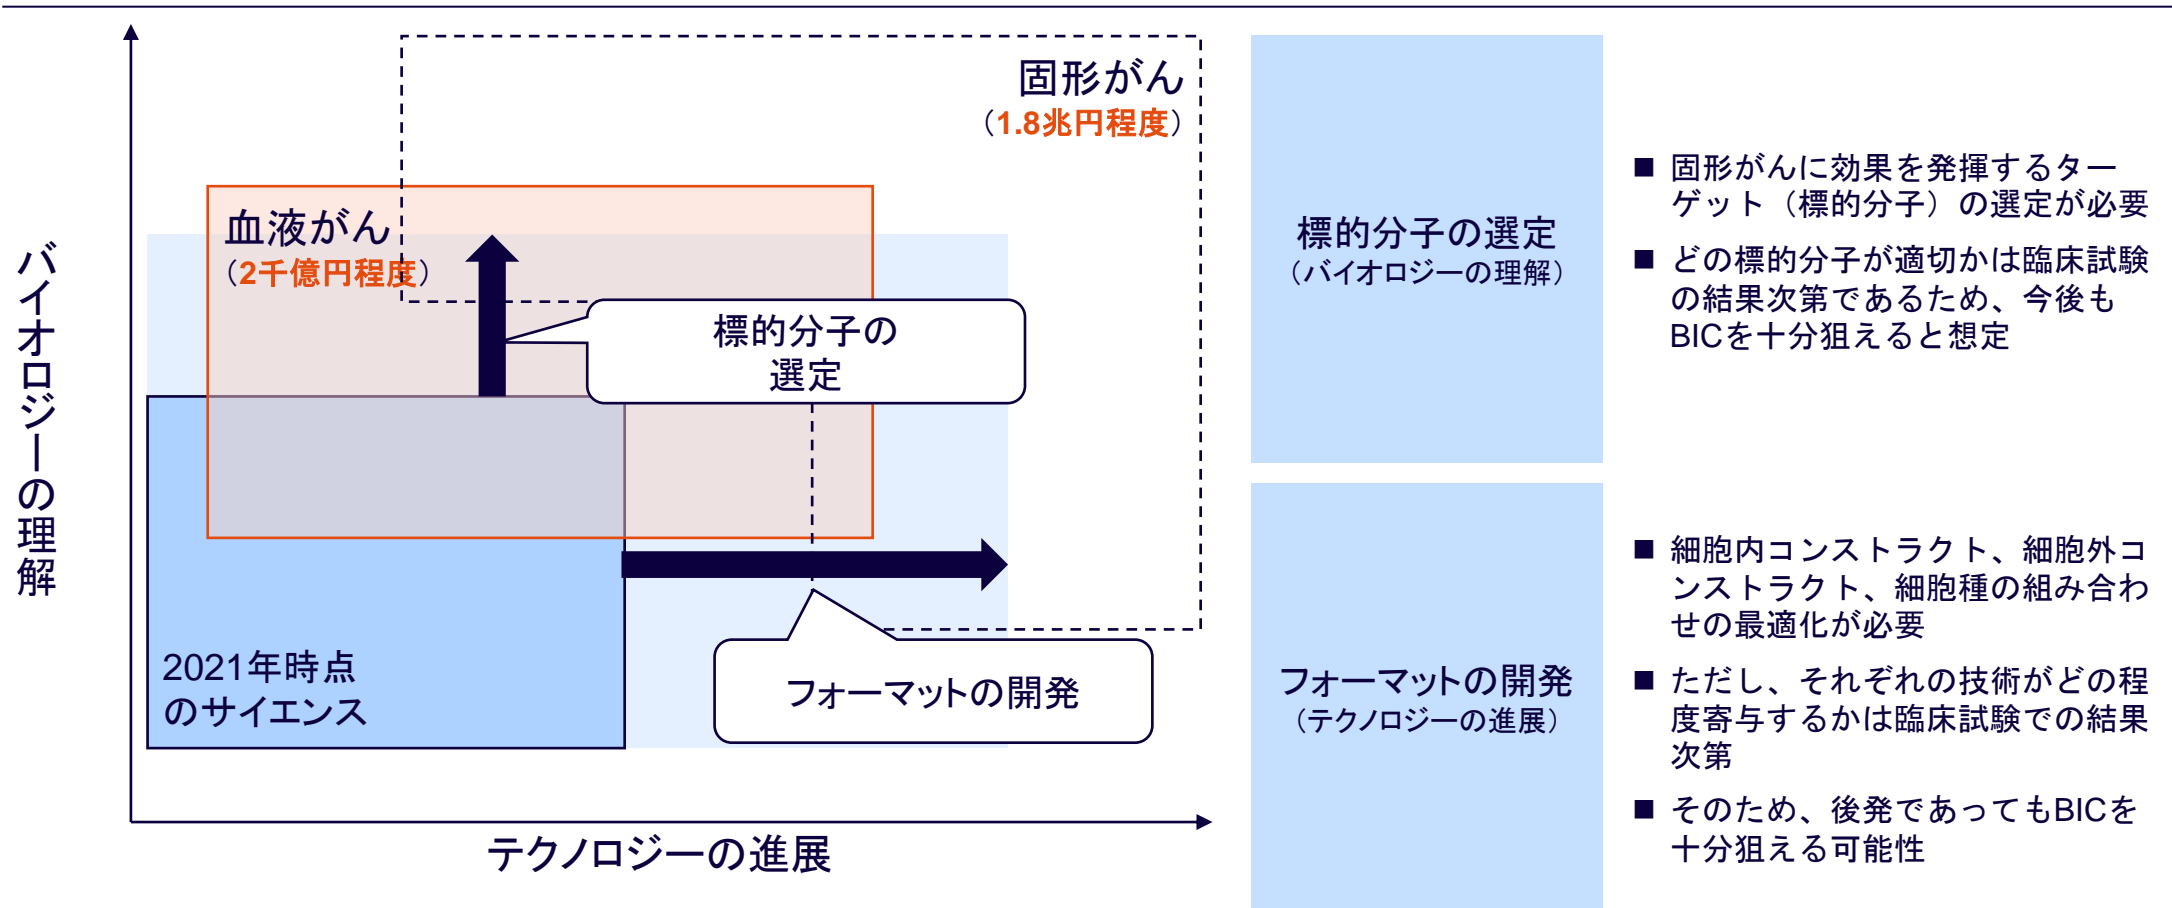 バイオロジーの理解
固形がん
（1.8兆円程度）
血液がん
（2千億円程度）
標的分子の
選定
フォーマットの開発
2021年時点
のサイエンス
テクノロジーの進展
標的分子の選定
（バイオロジーの理解）
■ 固形がんに効果を発揮するター
ゲット（標的分子）の選定が必要
■ どの標的分子が適切かは臨床試験
の結果次第であるため、今後も
BICを十分狙えると想定
フォーマットの開発
（テクノロジーの進展）
■ 細胞内コンストラクト、細胞外コ
ンストラクト、細胞種の組み合わ
せの最適化が必要
■ ただし、それぞれの技術がどの程
度寄与するかは臨床試験での結果
次第
■ そのため、後発であってもBICを
十分狙える可能性